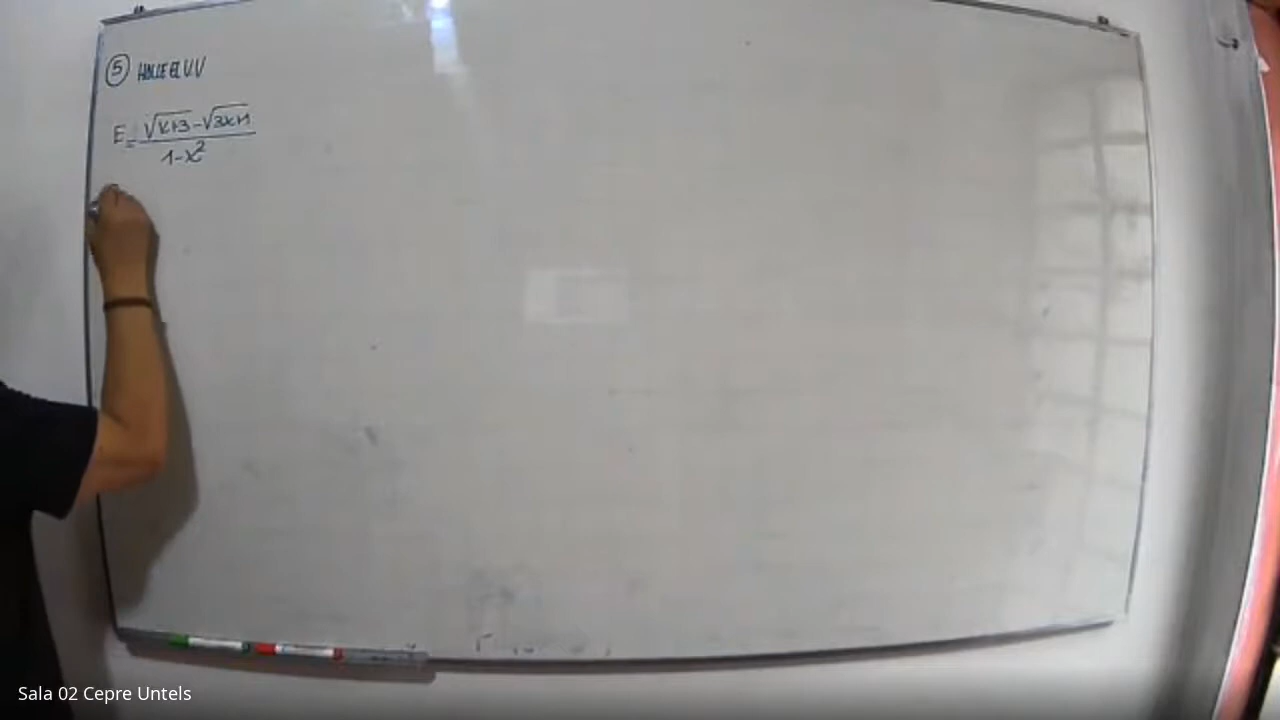 ⑤ HALLE EL V.V
E = √x+3 - √3x+1
1-x²
Sala 02 Cepre Untels